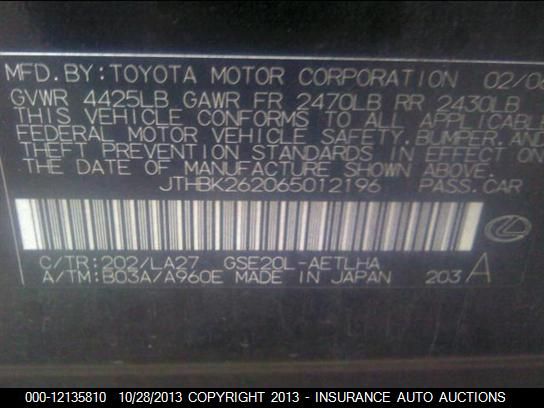 MFD.BY:TOYOTA MOTOR CORPORATION 02/06
GVWR 4425LB GAWR FR 2470LB RR 2430LB
THIS VEHICLE CONFORMS TO ALL APPLICABLE
FEDERAL MOTOR VEHICLE SAFETY,BUMPER,AND
THEFT PREVENTION STANDARDS IN EFFECT ON
THE DATE OF MANUFACTURE SHOWN ABOVE.
JTHBK262065012196 PASS.CAR
C/TR:202/LA27 GSE20L-AETLHA
A/TM:B03A/A960E MADE IN JAPAN 203 A
000-12135810 10/28/2013 COPYRIGHT 2013 - INSURANCE AUTO AUCTIONS